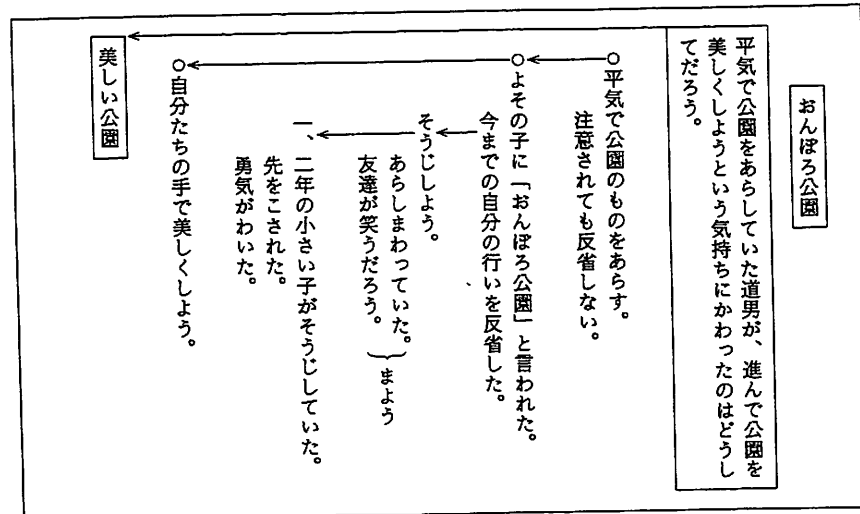 おんぼろ公園
平気で公園をあらしていた道男が、進んで公園を
美しくしようという気持ちにかわったのはどうし
てだろう。
○平気で公園のものをあらす。
注意されても反省しない。
○よその子に「おんぼろ公園」と言われた。
今までの自分の行いを反省した。
そうじしよう。
あらしまわっていた。
友達が笑うだろう。
まよう
一、二年の小さい子がそうじしていた。
先をこされた。
勇気がわいた。
○自分たちの手で美しくしよう。
美しい公園